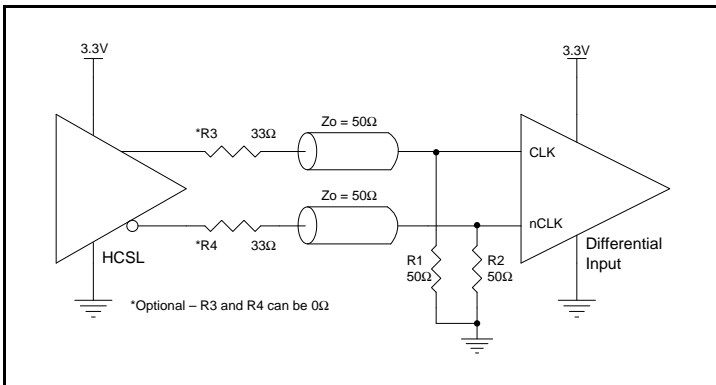 3.3V
3.3V
*R3 33Ω
Zo = 50Ω
CLK
Zo = 50Ω
nCLK
*R4 33Ω
HCSL
R1
50Ω
R2
50Ω
Differential
Input
*Optional – R3 and R4 can be 0Ω